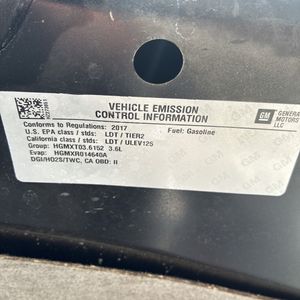 VEHICLE EMISSION
CONTROL INFORMATION
Conforms to Regulations: 2017
U.S. EPA class / stds: LDT / TIER2 Fuel: Gasoline
California class / stds: LDT / ULEV125
Group: HGMXT03.6152 3.6L
Evap: HGMXR014640A
DGI/HO2S/TWC, CA OBD: II
GM
GENERAL
MOTORS
LLC